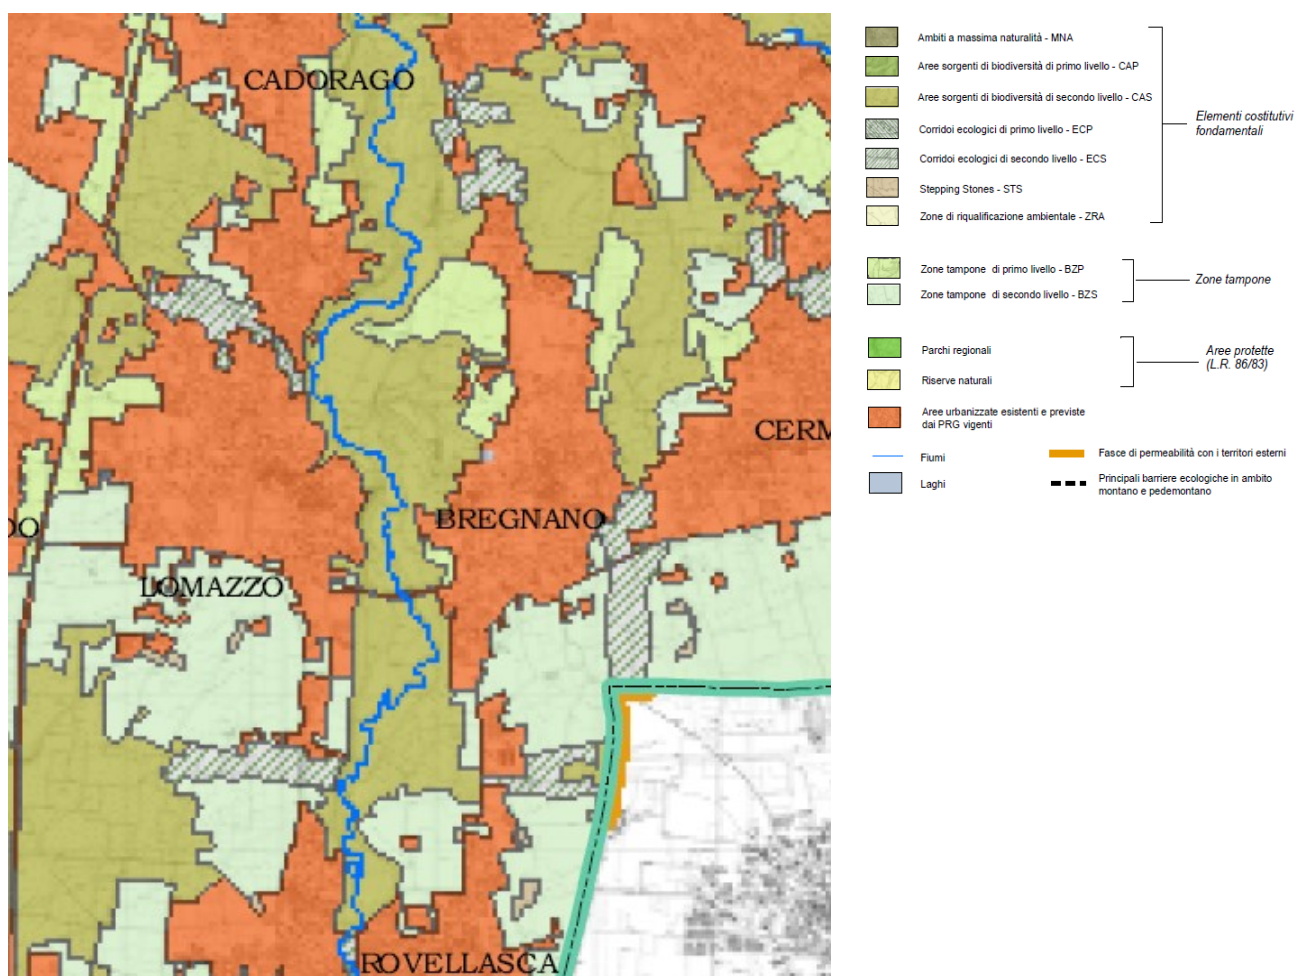 CADORAGO
CERM
DO
BREGNANO
LOMAZZO
ROVELLASCA
Ambiti a massima naturalità - MNA
Aree sorgenti di biodiversità di primo livello - CAP
Aree sorgenti di biodiversità di secondo livello - CAS
Corridoi ecologici di primo livello - ECP
Corridoi ecologici di secondo livello - ECS
Stepping Stones - STS
Zone di riqualificazione ambientale - ZRA
Elementi costitutivi
fondamentali
Zone tampone di primo livello - BZP
Zone tampone di secondo livello - BZS
Zone tampone
Parchi regionali
Riserve naturali
Aree protette
(L.R. 86/83)
Aree urbanizzate esistenti e previste
dai PRG vigenti
Fiumi
Laghi
Fasce di permeabilità con i territori esterni
Principali barriere ecologiche in ambito
montano e pedemontano